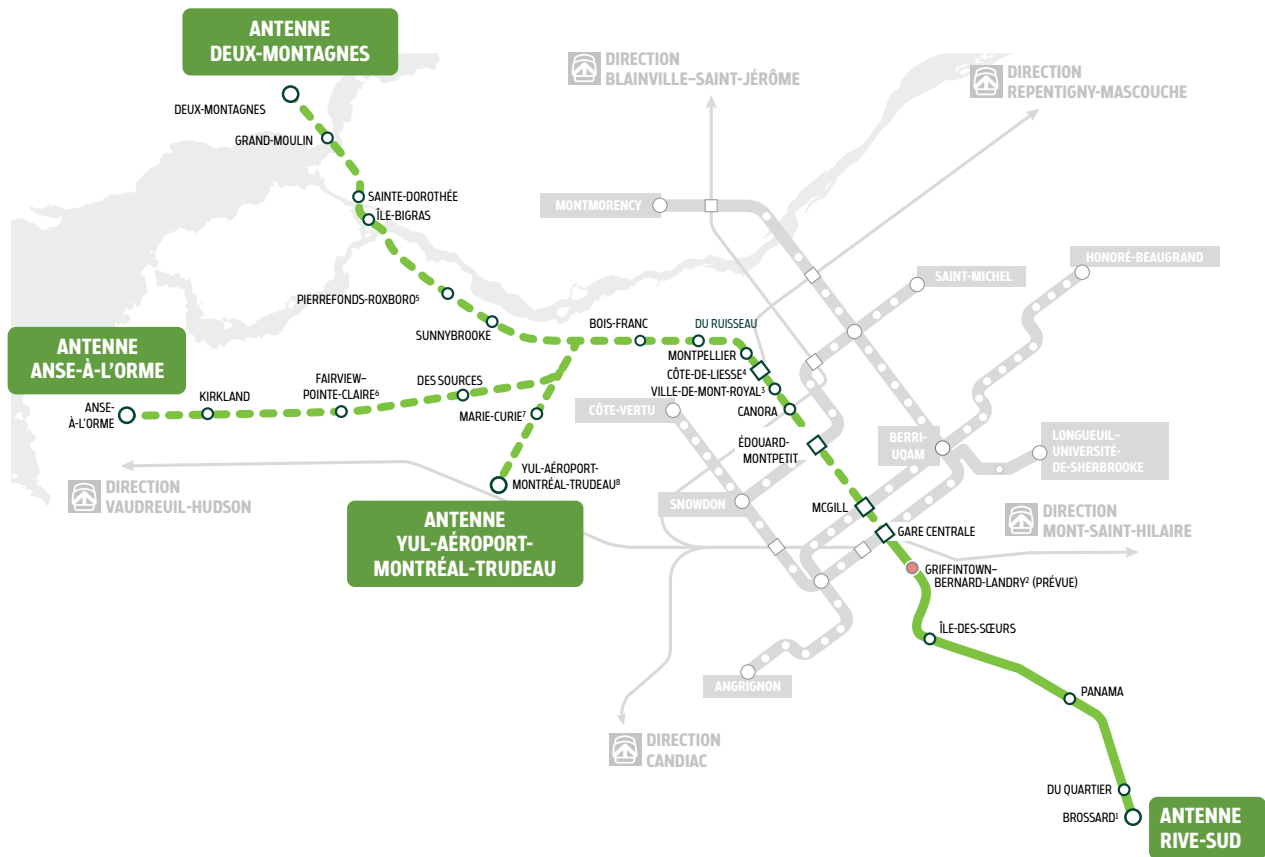 ANTENNE
DEUX-MONTAGNES
DEUX-MONTAGNES
GRAND-MOULIN
SAINTE-DOROTHÉE
ÎLE-BIGRAS
PIERREFONDS-ROXBORO⁵
SUNNYBROOKE
DIRECTION
BLAINVILLE–SAINT-JÉRÔME
DIRECTION
REPENTIGNY-MASCOUCHE
MONTMORENCY
SAINT-MICHEL
HONORÉ-BEAUGRAND
ANTENNE
ANSE-À-L'ORME
ANSE-
À-L'ORME
KIRKLAND
FAIRVIEW–
POINTE-CLAIRE⁶
DES SOURCES
MARIE-CURIE⁷
YUL-AÉROPORT-
MONTRÉAL-TRUDEAU⁸
BOIS-FRANC
DU RUISSEAU
MONTPELLIER
CÔTE-DE-LIESSE⁴
VILLE-DE-MONT-ROYAL³
CANORA
CÔTE-VERTU
ÉDOUARD-
MONTPETIT
BERRI-
UQAM
LONGUEUIL–
UNIVERSITÉ-
DE-SHERBROOKE
DIRECTION
VAUDREUIL-HUDSON
ANTENNE
YUL-AÉROPORT-
MONTRÉAL-TRUDEAU
SNOWDON
MCGILL
GARE CENTRALE
DIRECTION
MONT-SAINT-HILAIRE
GRIFFINTOWN–
BERNARD-LANDRY² (PRÉVUE)
ÎLE-DES-SŒURS
ANGRIGNON
PANAMA
DIRECTION
CANDIAC
DU QUARTIER
BROSSARD¹
ANTENNE
RIVE-SUD